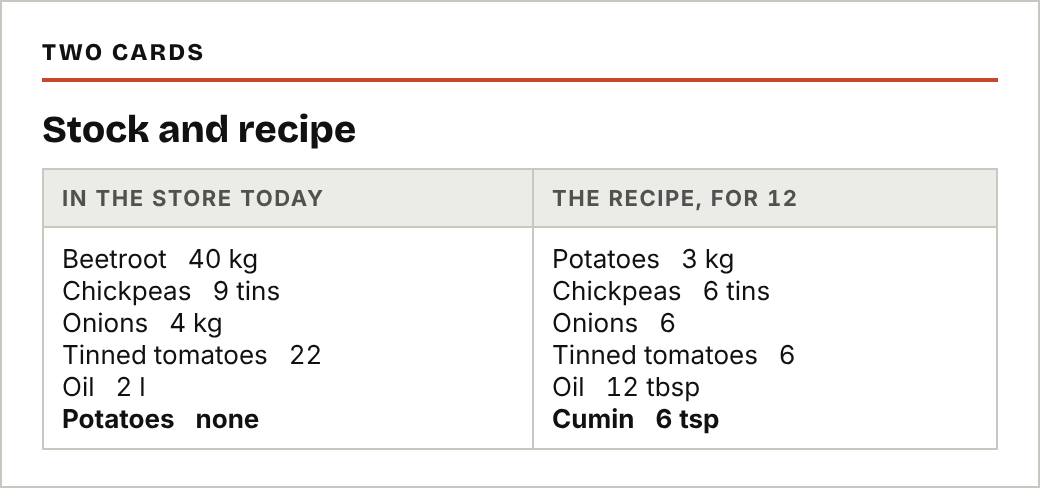 TWO CARDS
Stock and recipe
IN THE STORE TODAY
Beetroot 40 kg
Chickpeas 9 tins
Onions 4 kg
Tinned tomatoes 22
Oil 2 l
Potatoes none
THE RECIPE, FOR 12
Potatoes 3 kg
Chickpeas 6 tins
Onions 6
Tinned tomatoes 6
Oil 12 tbsp
Cumin 6 tsp